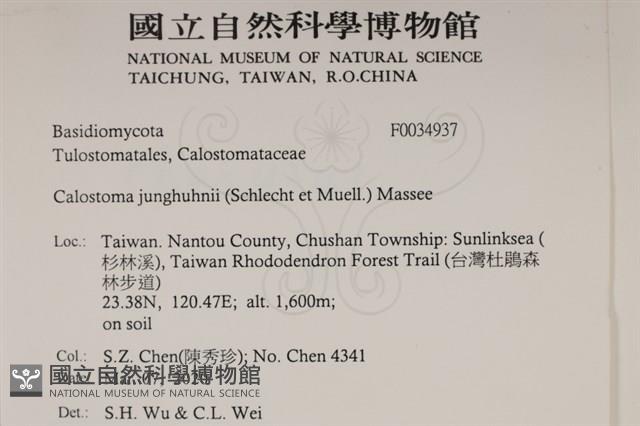 國立自然科學博物館
NATIONAL MUSEUM OF NATURAL SCIENCE
TAICHUNG, TAIWAN, R.O.CHINA
Basidiomycota F0034937
Tulostomatales, Calostomataceae
Calostoma junghuhnii (Schlecht et Muell.) Massee
Loc.: Taiwan. Nantou County, Chushan Township: Sunlinksea (
杉林溪), Taiwan Rhododendron Forest Trail (台灣杜鵑森
林步道)
23.38N, 120.47E; alt. 1,600m;
on soil
Col.: S.Z. Chen(陳秀珍); No. Chen 4341
國立自然科學博物館
NATIONAL MUSEUM OF NATURAL SCIENCE
Det.: S.H. Wu & C.L. Wei